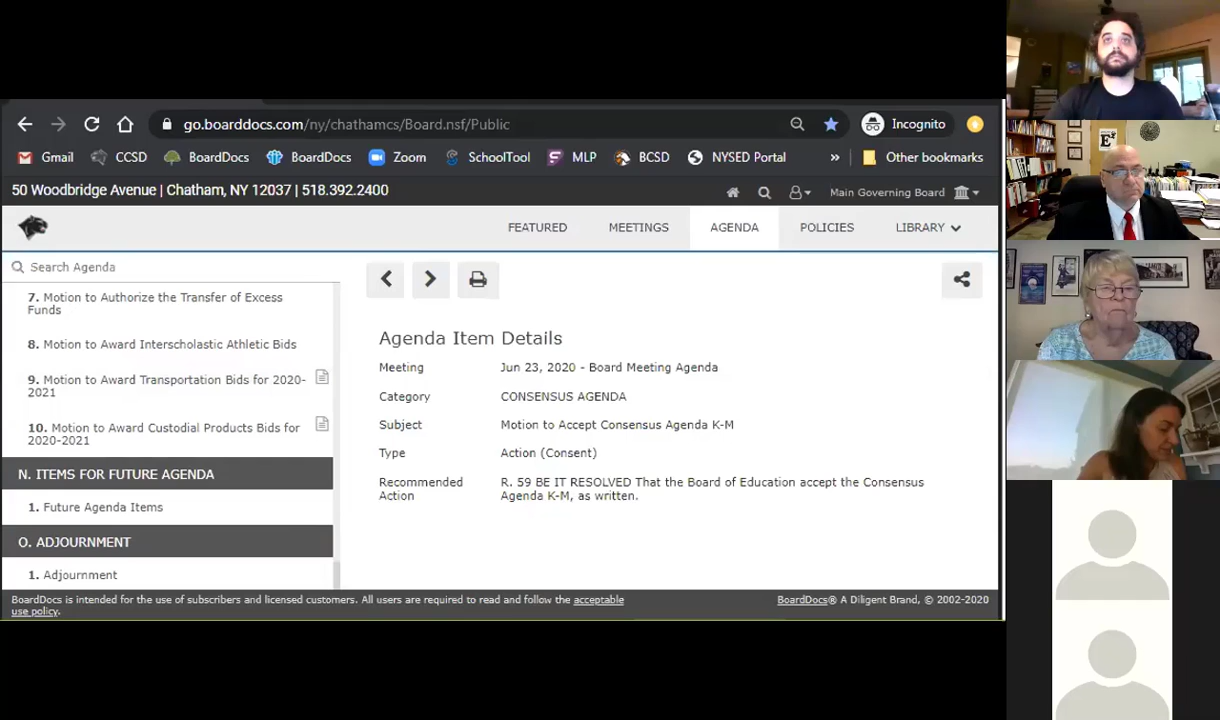 go.boarddocs.com/ny/chathamcs/Board.nsf/Public
Incognito
Gmail CCSD BoardDocs BoardDocs Zoom SchoolTool MLP BCSD NYSED Portal » Other bookmarks
50 Woodbridge Avenue | Chatham, NY 12037 | 518.392.2400
Main Governing Board
FEATURED MEETINGS AGENDA POLICIES LIBRARY
Search Agenda
7. Motion to Authorize the Transfer of Excess
Funds
8. Motion to Award Interscholastic Athletic Bids
9. Motion to Award Transportation Bids for 2020-
2021
10. Motion to Award Custodial Products Bids for
2020-2021
N. ITEMS FOR FUTURE AGENDA
1. Future Agenda Items
O. ADJOURNMENT
1. Adjournment
Agenda Item Details
Meeting Jun 23, 2020 - Board Meeting Agenda
Category CONSENSUS AGENDA
Subject Motion to Accept Consensus Agenda K-M
Type Action (Consent)
Recommended R. 59 BE IT RESOLVED That the Board of Education accept the Consensus
Action Agenda K-M, as written.
BoardDocs is intended for the use of subscribers and licensed customers. All users are required to read and follow the acceptable
use policy.
BoardDocs® A Diligent Brand, © 2002-2020